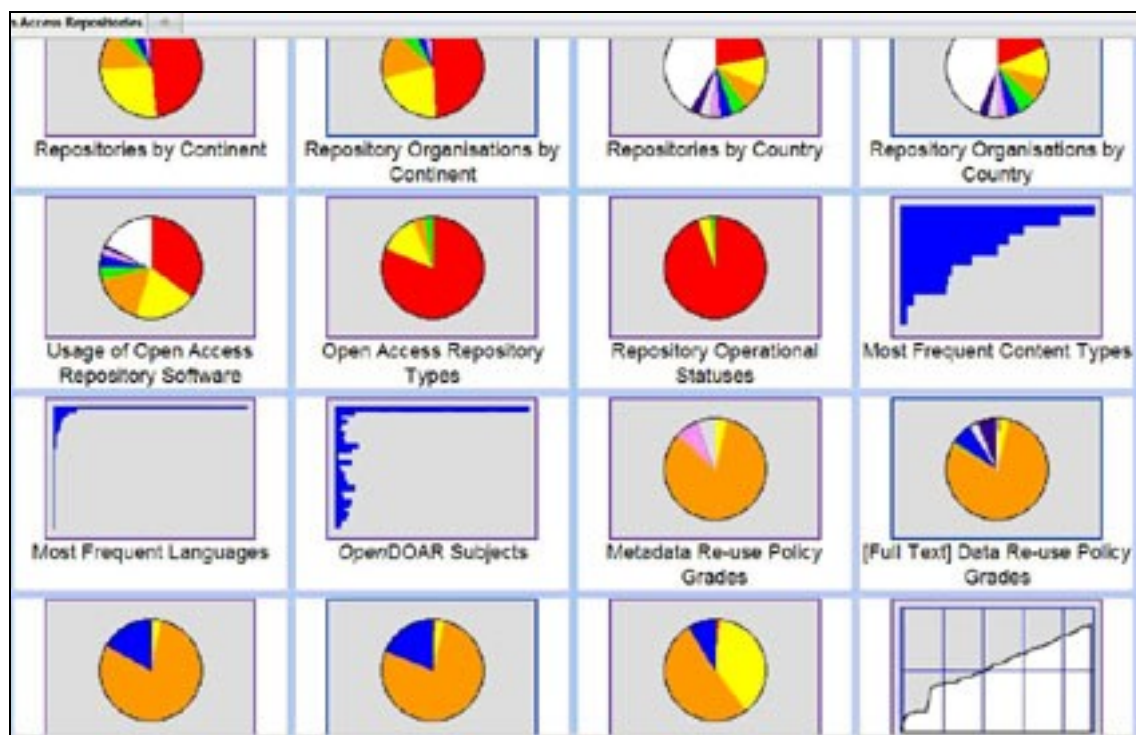 n Access Repositories
Repositories by Continent
Repository Organisations by
Continent
Repositories by Country
Repository Organisations by
Country
Usage of Open Access
Repository Software
Open Access Repository
Types
Repository Operational
Statuses
Most Frequent Content Types
Most Frequent Languages
OpenDOAR Subjects
Metadata Re-use Policy
Grades
[Full Text] Data Re-use Policy
Grades